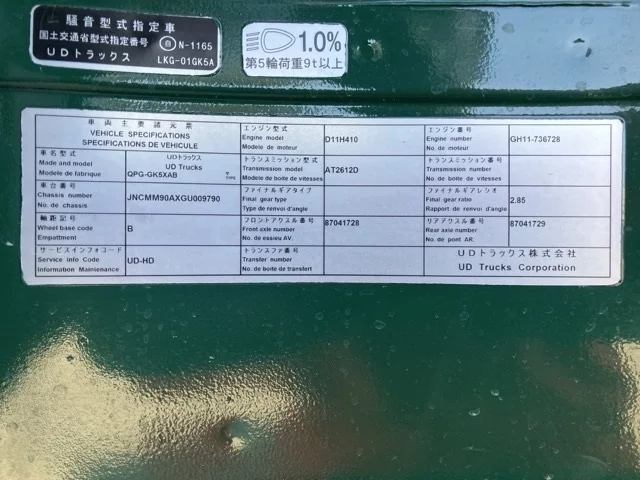 騒音型式指定車
国土交通省型式指定番号 N-1165
UDトラックス LKG-01GK5A
1.0%
第5輪荷重9t以上
車両主要諸元票
VEHICLE SPECIFICATIONS
SPECIFICATIONS DE VEHICULE
エンジン型式
Engine model
Modele de moteur
D11H410
エンジン番号
Engine number
No. de moteur
GH11-736728
車名型式
Made and model
Modele de fabrique
UDトラックス
UD Trucks
QPG-GK5XAB
トランスミッション型式
Transmission model
Modele de boite de vitesses
AT2612D
トランスミッション番号
Transmission number
No. de boite de vitesses
車台番号
Chassis number
No. de chassis
JNCMM90AXGU009790
ファイナルギアタイプ
Final gear type
Type de renvoi d'angle
ファイナルギアレシオ
Final gear ratio
Rapport de renvoi d'angle
2.85
軸距記号
Wheel base code
Empattment
B
フロントアクスル番号
Front axle number
No. de essieu AV.
87041728
リアアクスル番号
Rear axle number
No. de pont AR.
87041729
サービスインフォコード
Service info Code
Information Maintenance
UD-HD
トランスファ番号
Transfer number
No. de boite de transfert
UDトラックス株式会社
UD Trucks Corporation